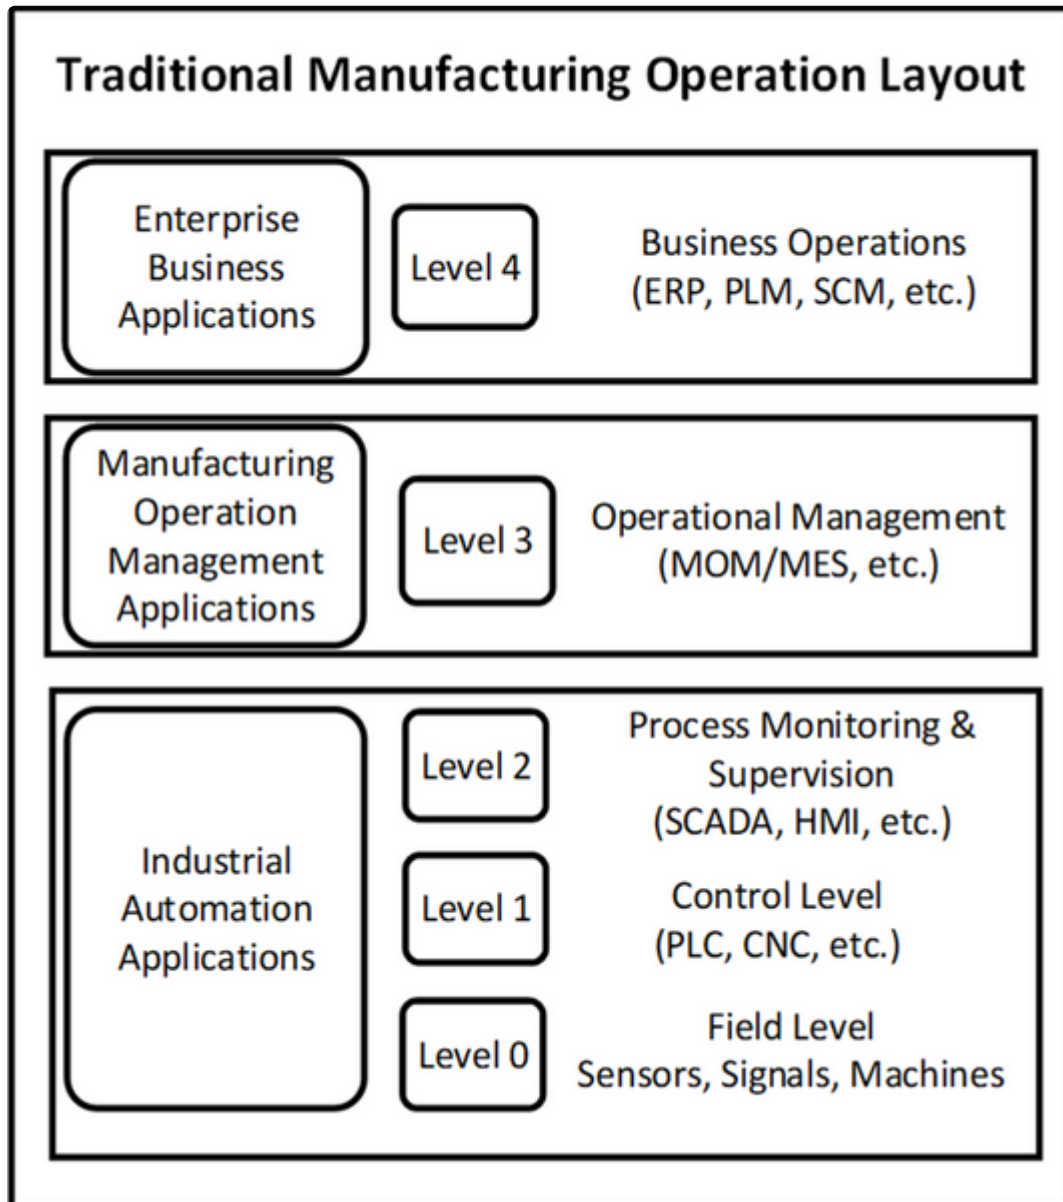 Traditional Manufacturing Operation Layout
Enterprise
Business
Applications
Level 4
Business Operations
(ERP, PLM, SCM, etc.)
Manufacturing
Operation
Management
Applications
Level 3
Operational Management
(MOM/MES, etc.)
Industrial
Automation
Applications
Level 2
Process Monitoring &
Supervision
(SCADA, HMI, etc.)
Level 1
Control Level
(PLC, CNC, etc.)
Level 0
Field Level
Sensors, Signals, Machines